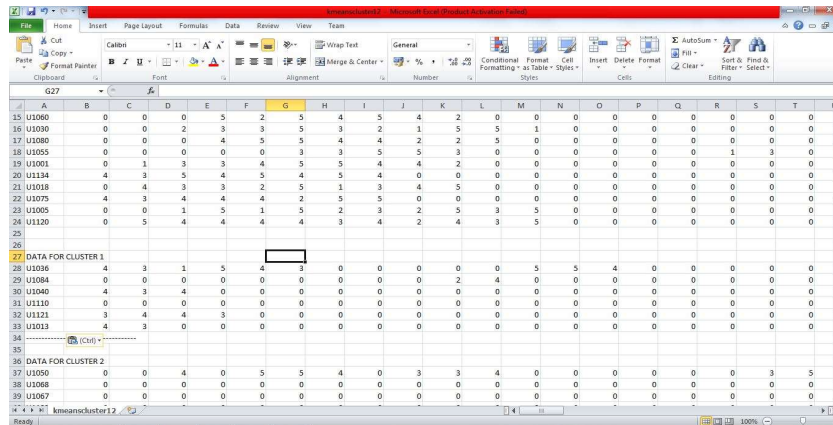 kmeanscluster12 - Microsoft Excel (Product Activation Failed)
File Home Insert Page Layout Formulas Data Review View Team
Cut Calibri 11 Wrap Text General AutoSum
Copy Fill
Paste Format Painter B I U Merge & Center Conditional Formatting Format as Table Cell Styles Insert Delete Format Clear Sort & Filter Find & Select
Clipboard Font Alignment Number Styles Cells Editing
G27 fx
A B C D E F G H I J K L M N O P Q R S T
15 U1060 0 0 0 5 2 5 4 5 4 2 0 0 0 0 0 0 0 0 0
16 U1030 0 0 2 3 3 5 3 2 1 5 5 1 0 0 0 0 0 0 0
17 U1080 0 0 0 4 5 5 4 4 2 2 5 0 0 0 0 0 0 0 0
18 U1055 0 0 0 0 0 3 3 5 5 3 0 0 0 0 0 0 1 3 0
19 U1001 0 1 3 3 4 5 5 4 4 2 0 0 0 0 0 0 0 0 0
20 U1134 4 3 5 4 5 4 5 4 0 0 0 0 0 0 0 0 0 0 0
21 U1018 0 4 3 3 2 5 1 3 4 5 0 0 0 0 0 0 0 0 0
22 U1075 4 3 4 4 4 2 5 5 0 0 0 0 0 0 0 0 0 0 0
23 U1005 0 0 1 5 1 5 2 3 2 5 3 5 0 0 0 0 0 0 0
24 U1120 0 5 4 4 4 4 3 4 2 4 3 5 0 0 0 0 0 0 0
25
26
27 DATA FOR CLUSTER 1
28 U1036 4 3 1 5 4 3 0 0 0 0 0 5 5 4 0 0 0 0 0
29 U1084 0 0 0 0 0 0 0 0 0 2 4 0 0 0 0 0 0 0 0
30 U1040 4 3 4 0 0 0 0 0 0 0 0 0 0 0 0 0 0 0 0
31 U1110 0 0 0 0 0 0 0 0 0 0 0 0 0 0 0 0 0 0 0
32 U1121 3 4 4 3 0 0 0 0 0 0 0 0 0 0 0 0 0 0 0
33 U1013 4 3 0 0 0 0 0 0 0 0 0 0 0 0 0 0 0 0 0
34 ------------- (Ctrl) -----------
35
36 DATA FOR CLUSTER 2
37 U1050 0 0 4 0 5 5 4 0 3 3 4 0 0 0 0 0 0 3 5
38 U1068 0 0 0 0 0 0 0 0 0 0 0 0 0 0 0 0 0 0 0
39 U1067 0 0 0 0 0 0 0 0 0 0 0 0 0 0 0 0 0 0 0
kmeanscluster12
Ready 100%